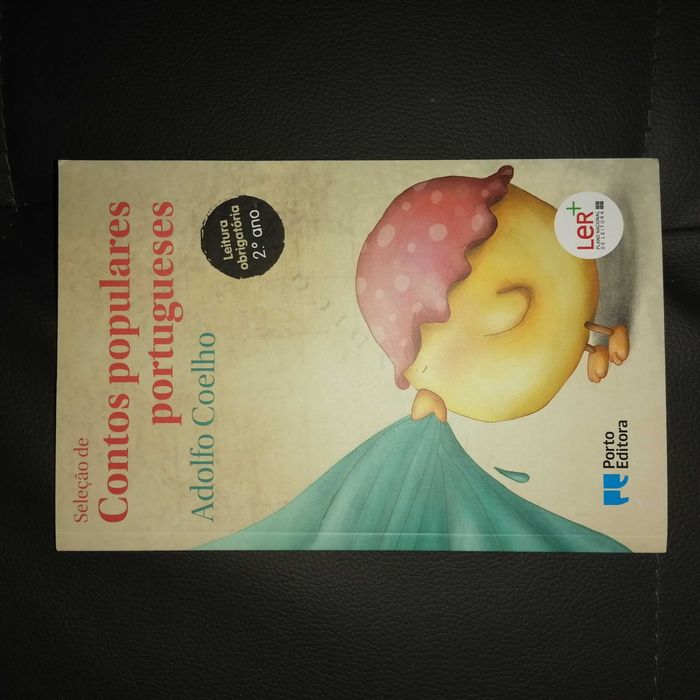 Seleção de
Contos populares
portugueses
Adolfo Coelho
Leitura
obrigatória
2.º ano
LeR+
PLANO NACIONAL
DE LEITURA
Porto
Editora